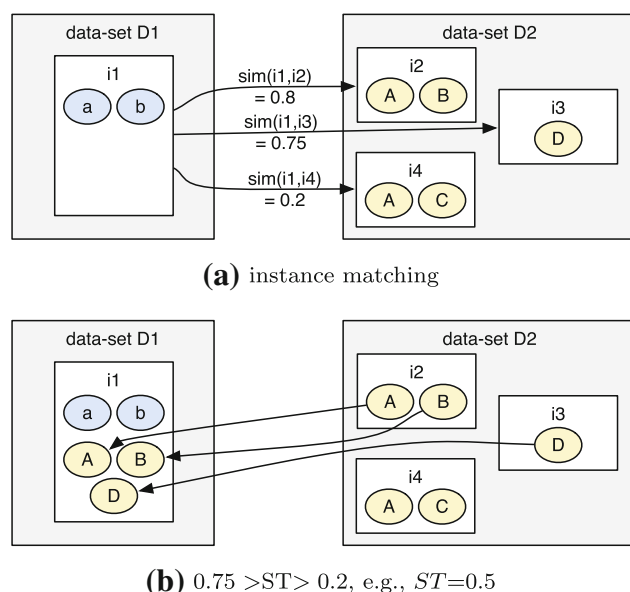 data-set D1
data-set D2
i1
a b
sim(i1,i2)
= 0.8
sim(i1,i3)
= 0.75
sim(i1,i4)
= 0.2
i2
A B
i3
D
i4
A C
(a) instance matching
data-set D1
data-set D2
i1
a b
A B
D
i2
A B
i3
D
i4
A C
(b) 0.75 >ST> 0.2, e.g., ST=0.5